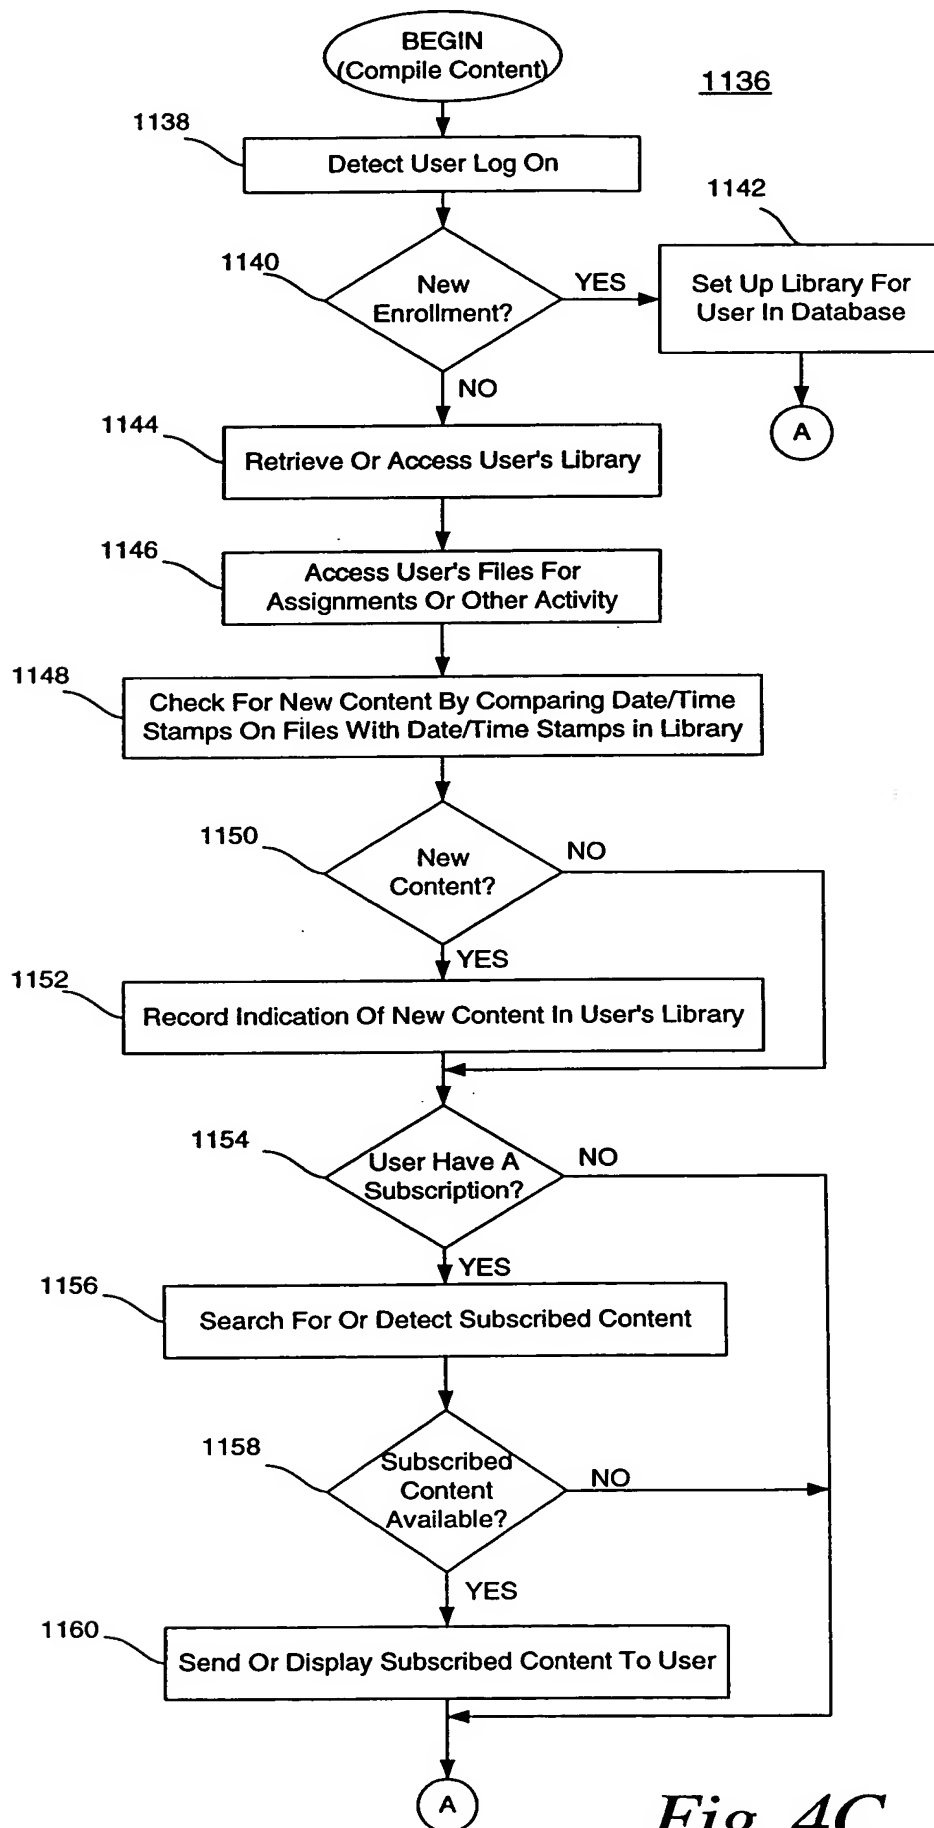 BEGIN
(Compile Content)
1136
1138
Detect User Log On
1142
1140
New
Enrollment?
YES
Set Up Library For
User In Database
NO
A
1144
Retrieve Or Access User's Library
1146
Access User's Files For
Assignments Or Other Activity
1148
Check For New Content By Comparing Date/Time
Stamps On Files With Date/Time Stamps in Library
1150
New
Content?
NO
YES
1152
Record Indication Of New Content In User's Library
1154
User Have A
Subscription?
NO
YES
1156
Search For Or Detect Subscribed Content
1158
Subscribed
Content
Available?
NO
YES
1160
Send Or Display Subscribed Content To User
A
Fig. 4C